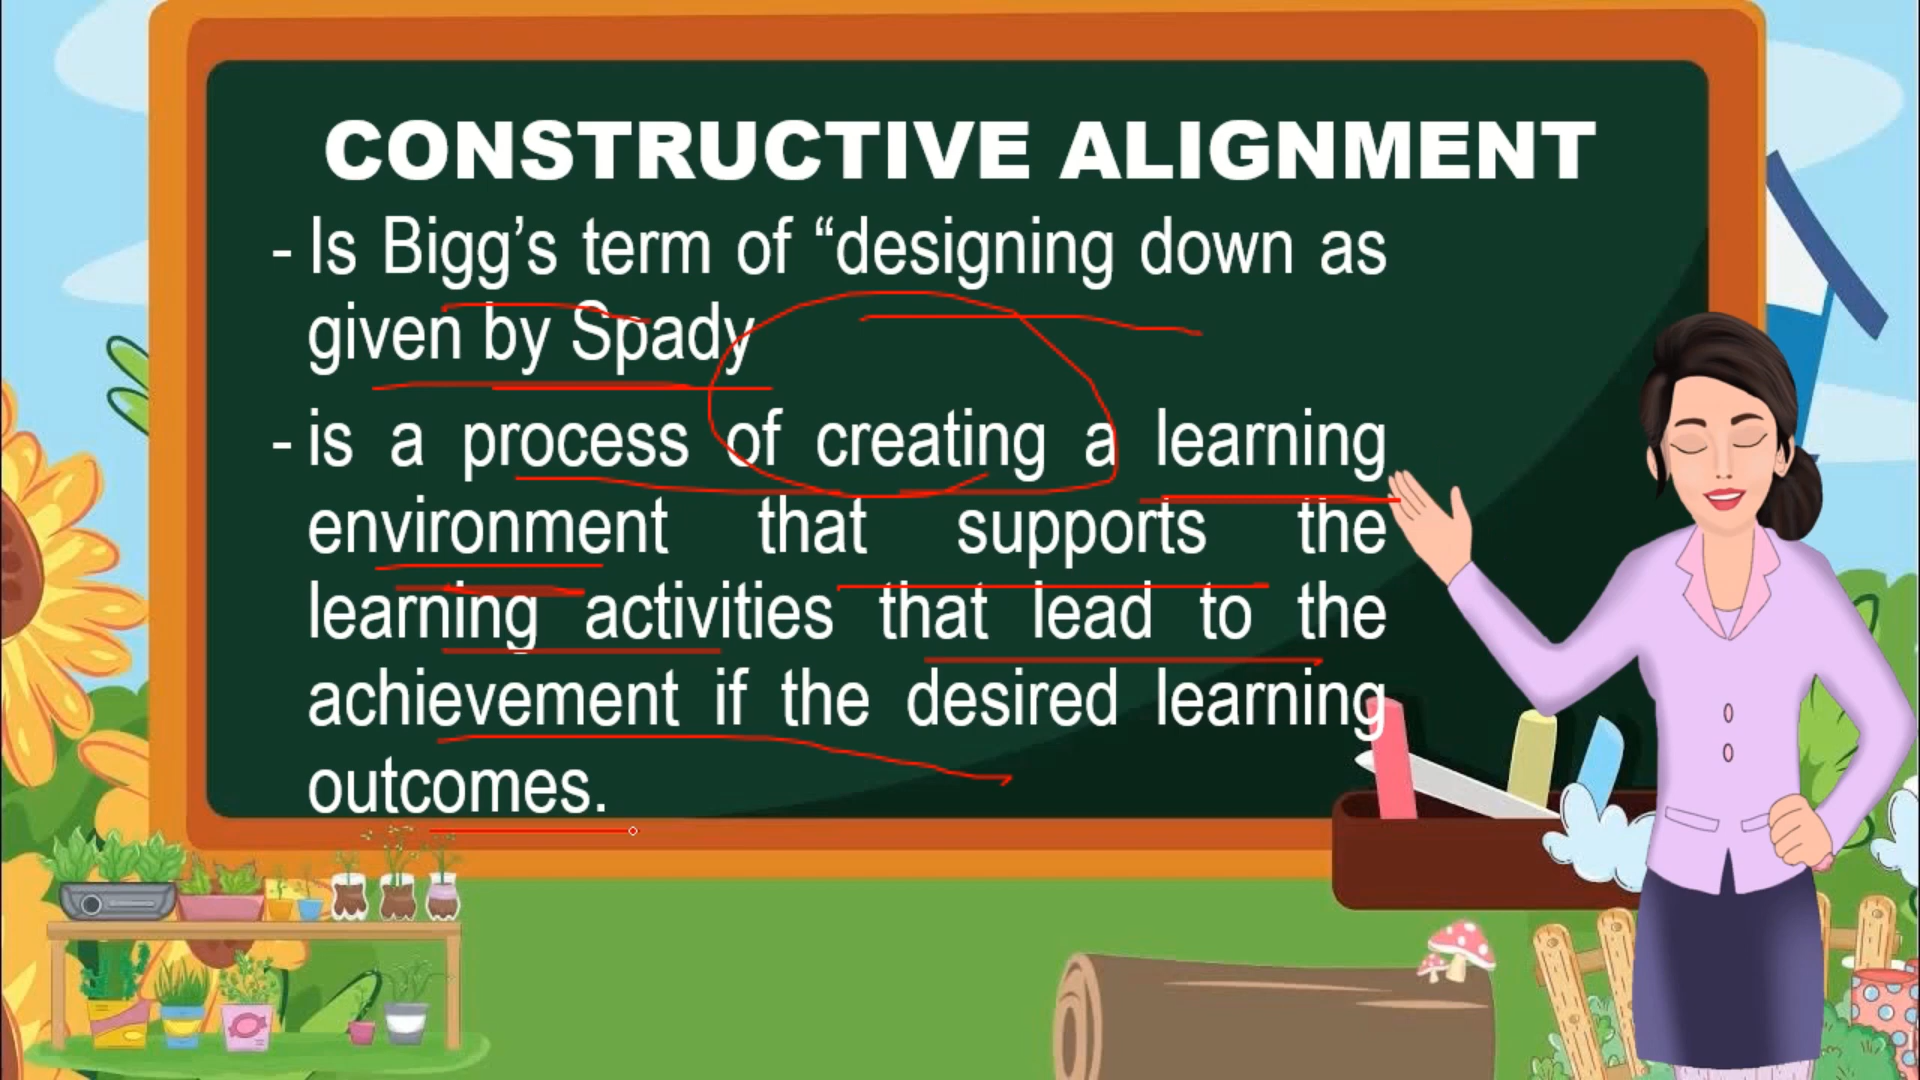 CONSTRUCTIVE ALIGNMENT
- Is Bigg’s term of “designing down as
given by Spady
- is a process of creating a learning
environment that supports the
learning activities that lead to the
achievement if the desired learning
outcomes.